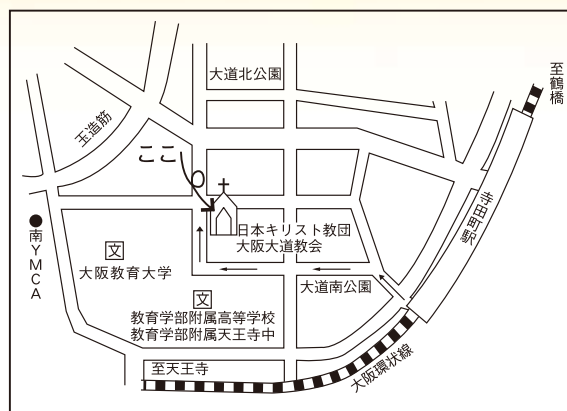 大道北公園
至鶴橋
玉造筋
ここ
寺田町駅
日本キリスト教団
大阪大道教会
南YMCA
文
大阪教育大学
大道南公園
文
教育学部附属高等学校
教育学部附属天王寺中
至天王寺
大阪環状線